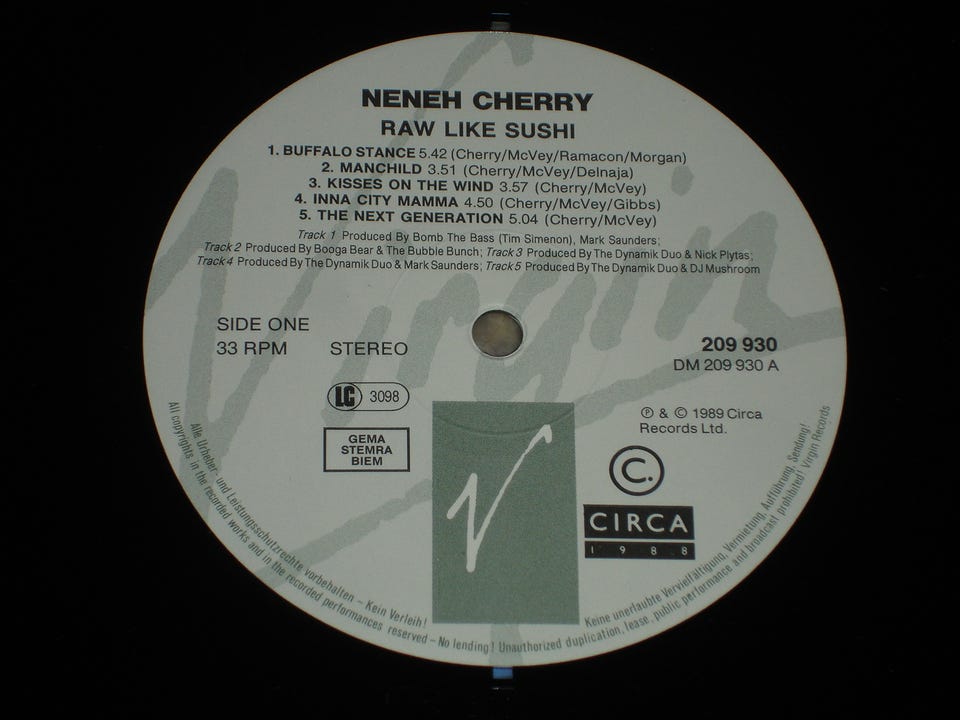 NENEH CHERRY
RAW LIKE SUSHI
1. BUFFALO STANCE 5.42 (Cherry/McVey/Ramacon/Morgan)
2. MANCHILD 3.51 (Cherry/McVey/Delnaja)
3. KISSES ON THE WIND 3.57 (Cherry/McVey)
4. INNA CITY MAMMA 4.50 (Cherry/McVey/Gibbs)
5. THE NEXT GENERATION 5.04 (Cherry/McVey)
Track 1 Produced By Bomb The Bass (Tim Simenon), Mark Saunders;
Track 2 Produced By Booga Bear & The Bubble Bunch; Track 3 Produced By The Dynamik Duo & Nick Plytas;
Track 4 Produced By The Dynamik Duo & Mark Saunders; Track 5 Produced By The Dynamik Duo & DJ Mushroom
Virgin
SIDE ONE
33 RPM STEREO
209 930
DM 209 930 A
LC 3098
GEMA
STEMRA
BIEM
℗ & © 1989 Circa
Records Ltd.
V
C.
CIRCA
1988
Alle Urheber- und Leistungsschutzrechte vorbehalten – Kein Verleih! Keine unerlaubte Vervielfältigung, Vermietung, Aufführung, Sendung!
All copyrights in the recorded works and in the recorded performances reserved – No lending! Unauthorized duplication, lease, public performance and broadcast prohibited! Virgin Records